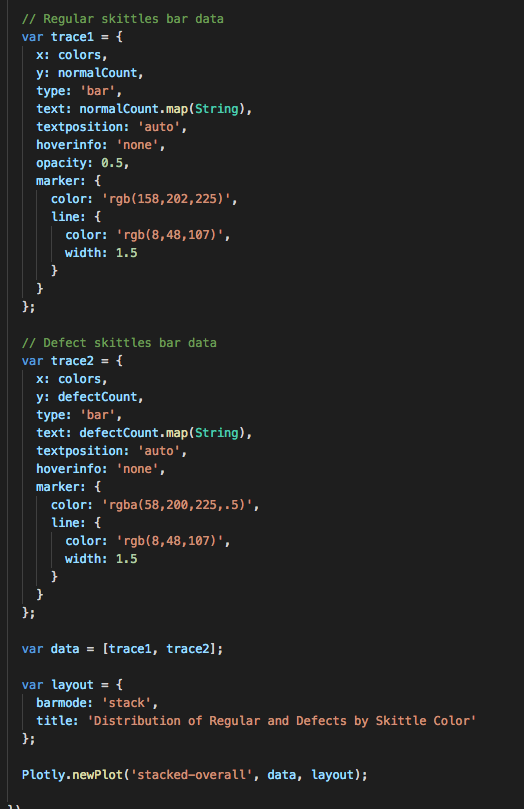 // Regular skittles bar data
var trace1 = {
x: colors,
y: normalCount,
type: 'bar',
text: normalCount.map(String),
textposition: 'auto',
hoverinfo: 'none',
opacity: 0.5,
marker: {
color: 'rgb(158,202,225)',
line: {
color: 'rgb(8,48,107)',
width: 1.5
}
}
};
// Defect skittles bar data
var trace2 = {
x: colors,
y: defectCount,
type: 'bar',
text: defectCount.map(String),
textposition: 'auto',
hoverinfo: 'none',
marker: {
color: 'rgba(58,200,225,.5)',
line: {
color: 'rgb(8,48,107)',
width: 1.5
}
}
};
var data = [trace1, trace2];
var layout = {
barmode: 'stack',
title: 'Distribution of Regular and Defects by Skittle Color'
};
Plotly.newPlot('stacked-overall', data, layout);